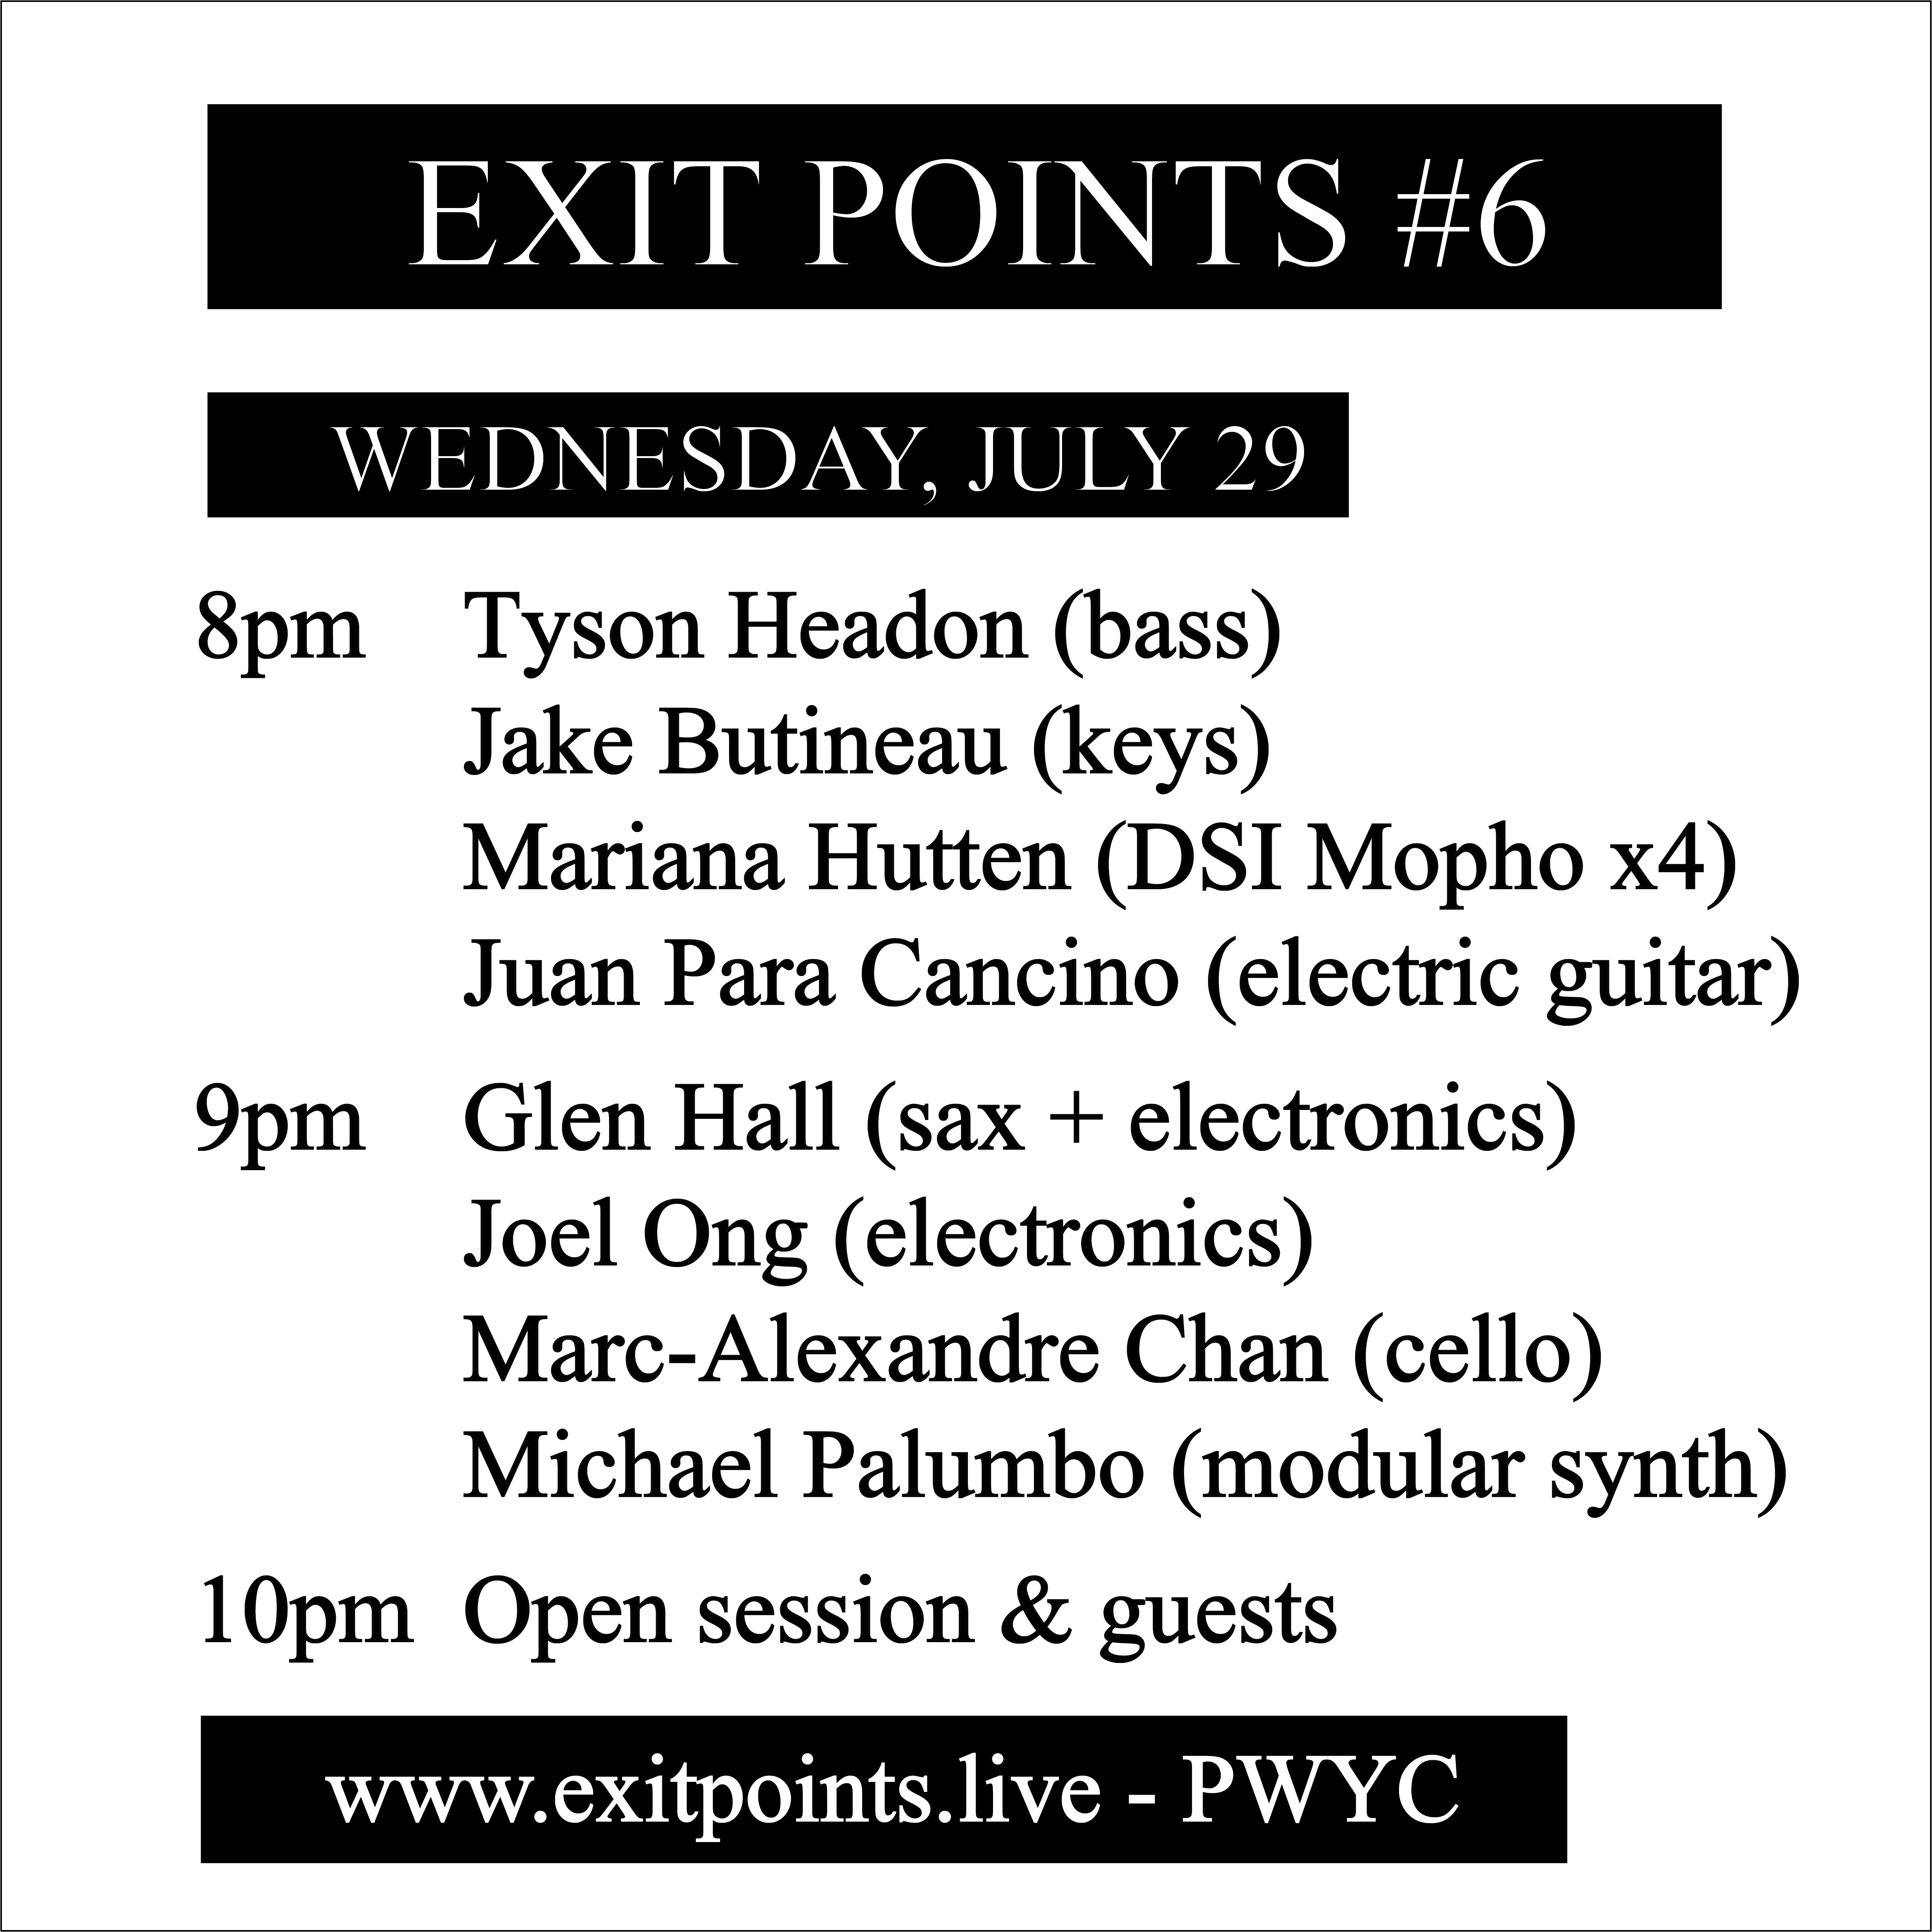 EXIT POINTS #6
WEDNESDAY, JULY 29
8pm Tyson Headon (bass)
Jake Butineau (keys)
Mariana Hutten (DSI Mopho x4)
Juan Para Cancino (electric guitar)
9pm Glen Hall (sax + electronics)
Joel Ong (electronics)
Marc-Alexandre Chan (cello)
Michael Palumbo (modular synth)
10pm Open session & guests
www.exitpoints.live - PWYC